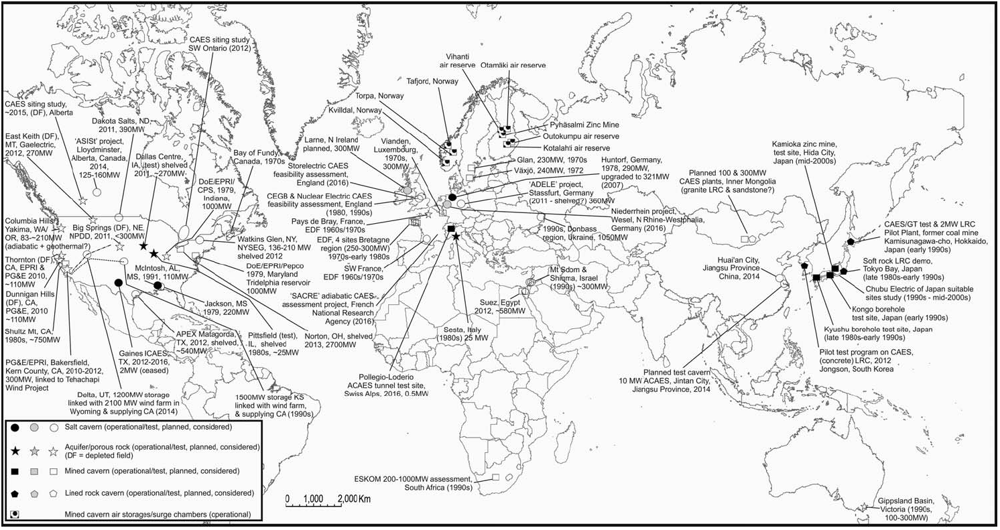 CAES siting study
SW Ontario (2012)
CAES siting study,
~2015, (DF), Alberta
Dakota Salts, ND,
2011, 390MW
East Keith (DF),
MT, Gaelectric,
2012, 270MW
'ASISt' project,
Lloydminster,
Alberta, Canada,
2014,
125-160MW
Dallas Centre,
IA, (test) shelved
2011, ~270MW
Bay of Fundy,
Canada, 1970s
DoE/EPRI/
CPS, 1979,
Indiana,
1000MW
Columbia Hills,
Yakima, WA/
OR, 83-~210MW
(adiabatic + geothermal?)
Big Springs (DF), NE,
NPDD, 2011, <300MW
Thornton (DF),
CA, EPRI &
PG&E 2010,
~110MW
Dunnigan Hills
(DF), CA,
PG&E, 2010
~110MW
Shultz Mt, CA,
1980s, ~750MW
PG&E/EPRI, Bakersfield,
Kern County, CA, 2010-2012,
300MW, linked to Tehachapi
Wind Project
McIntosh, AL,
MS, 1991, 110MW
Watkins Glen, NY,
NYSEG, 136-210 MW
shelved 2012
DoE/EPRI/Pepco
1979, Maryland
Tridelphia reservoir
1000MW
Jackson, MS
1979, 220MW
APEX Matagorda,
TX, 2012, shelved,
~540MW
Gaines ICAES,
TX, 2012-2016,
2MW (ceased)
Pittsfield (test),
IL, shelved
1980s, ~25MW
Norton, OH, shelved
2013, 2700MW
Delta, UT, 1200MW storage
linked with 2100 MW wind farm in
Wyoming & supplying CA (2014)
1500MW storage KS
linked with wind farm,
& supplying CA (1990s)
Vihanti
air reserve
Otamäki air reserve
Tafjord, Norway
Torpa, Norway
Kvilldal, Norway
Pyhäsalmi Zinc Mine
Outokumpu air reserve
Kotalahti air reserve
Larne, N Ireland
planned, 300MW
Vianden,
Luxembourg,
1970s,
300MW
Storelectric CAES
feasibility assessment,
England (2016)
CEGB & Nuclear Electric CAES
feasibility assessment, England
(1980, 1990s)
Pays de Bray, France,
EDF 1960s/1970s
EDF, 4 sites Bretagne
region (250-300MW)
1970s-early 1980s
SW France,
EDF 1960s/1970s
'SACRE' adiabatic CAES
assessment project, French
National Research
Agency (2016)
Glan, 230MW, 1970s
Växjö, 240MW, 1972
Huntorf, Germany,
1978, 290MW,
upgraded to 321MW
(2007)
'ADELE' project,
Stassfurt, Germany
(2011 - shelved?) 360MW
Niederrhein project,
Wesel, N Rhine-Westphalia,
Germany (2016)
1990s, Donbass
region, Ukraine, 1050MW
Mt Sdom &
Shiqma, Israel
(1990s) ~300MW
Suez, Egypt
2012, ~580MW
Sesta, Italy
(1980s) 25 MW
Pollegio-Loderio
ACAES tunnel test site,
Swiss Alps, 2016, 0.5MW
ESKOM 200-1000MW assessment,
South Africa (1990s)
Planned 100 & 300MW
CAES plants, Inner Mongolia
(granite LRC & sandstone?)
Kamioka zinc mine,
test site, Hida City,
Japan (mid-2000s)
Huai'an City,
Jiangsu Province
China, 2014
CAES/GT test & 2MW LRC
Pilot Plant, former coal mine
Kamisunagawa-cho, Hokkaido,
Japan (early 1990s)
Soft rock LRC demo,
Tokyo Bay, Japan
(late 1980s-early 1990s)
Chubu Electric of Japan suitable
sites study (1990s - mid-2000s)
Kongo borehole
test site, Japan (early 1990s)
Kyushu borehole test site, Japan
(late 1980s-early 1990s)
Pilot test program on CAES,
(concrete) LRC, 2012
Jongson, South Korea
Planned test cavern
10 MW ACAES, Jintan City,
Jiangsu Province, 2014
Gippsland Basin,
Victoria (1990s,
100-300MW)
Salt cavern (operational/test, planned, considered)
Aquifer/porous rock (operational/test, planned, considered)
(DF = depleted field)
Mined cavern (operational/test, planned, considered)
Lined rock cavern (operational/test, planned, considered)
Mined cavern air storages/surge chambers (operational)
0 1,000 2,000 Km